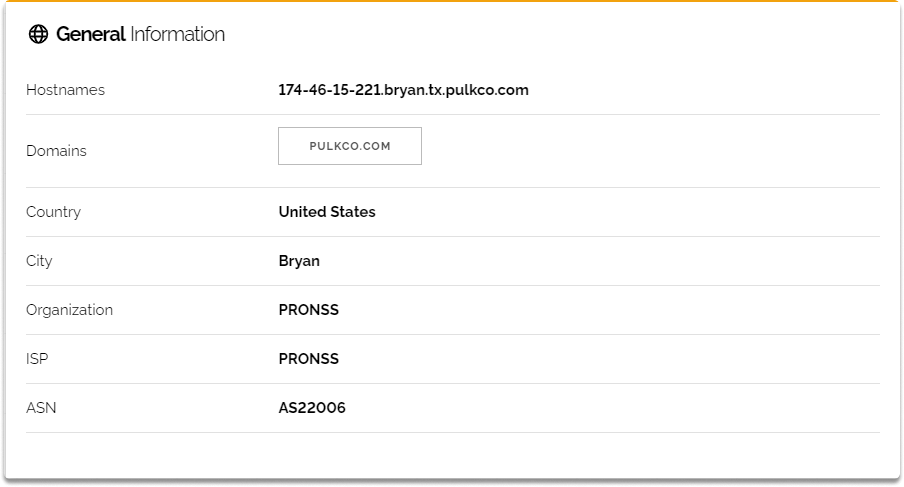 General Information
Hostnames 174-46-15-221.bryan.tx.pulkco.com
Domains PULKCO.COM
Country United States
City Bryan
Organization PRONSS
ISP PRONSS
ASN AS22006